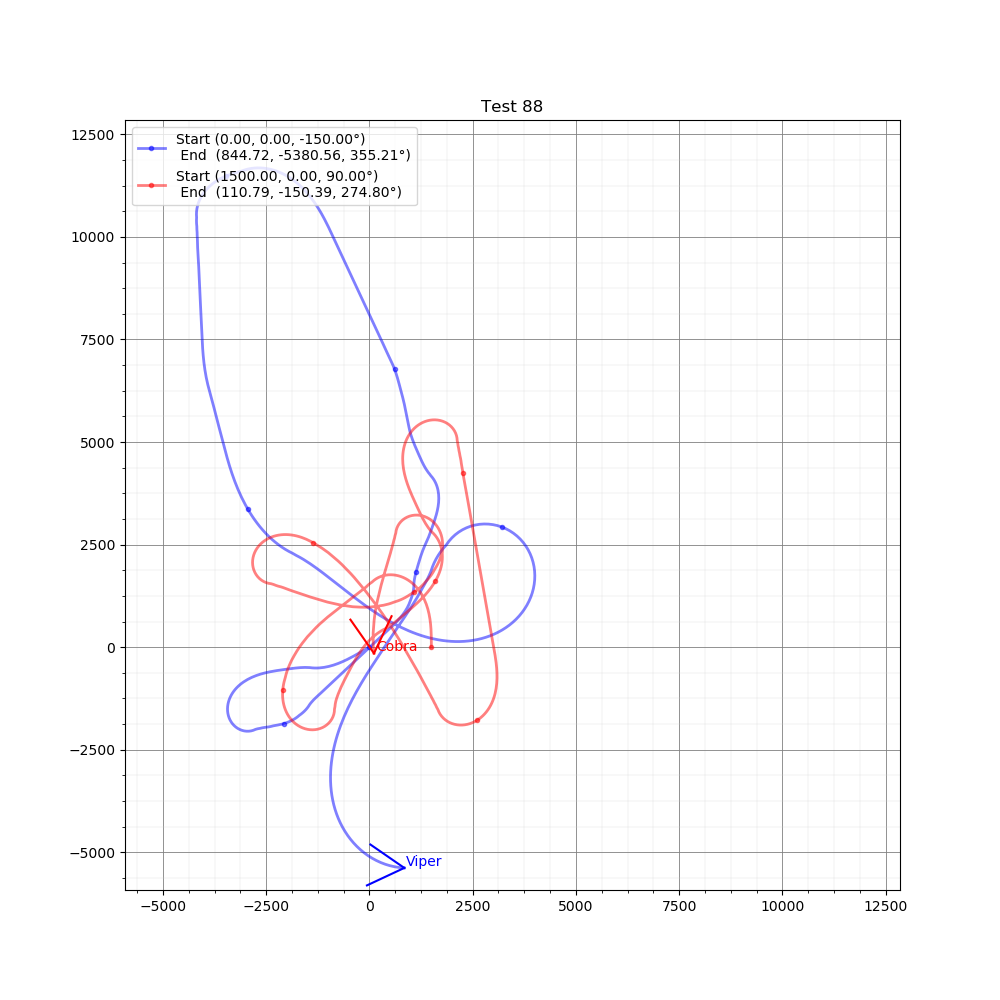 Test 88
Start (0.00, 0.00, -150.00°)
End (844.72, -5380.56, 355.21°)
Start (1500.00, 0.00, 90.00°)
End (110.79, -150.39, 274.80°)
12500
10000
7500
5000
2500
0
−2500
−5000
Cobra
Viper
−5000 −2500 0 2500 5000 7500 10000 12500